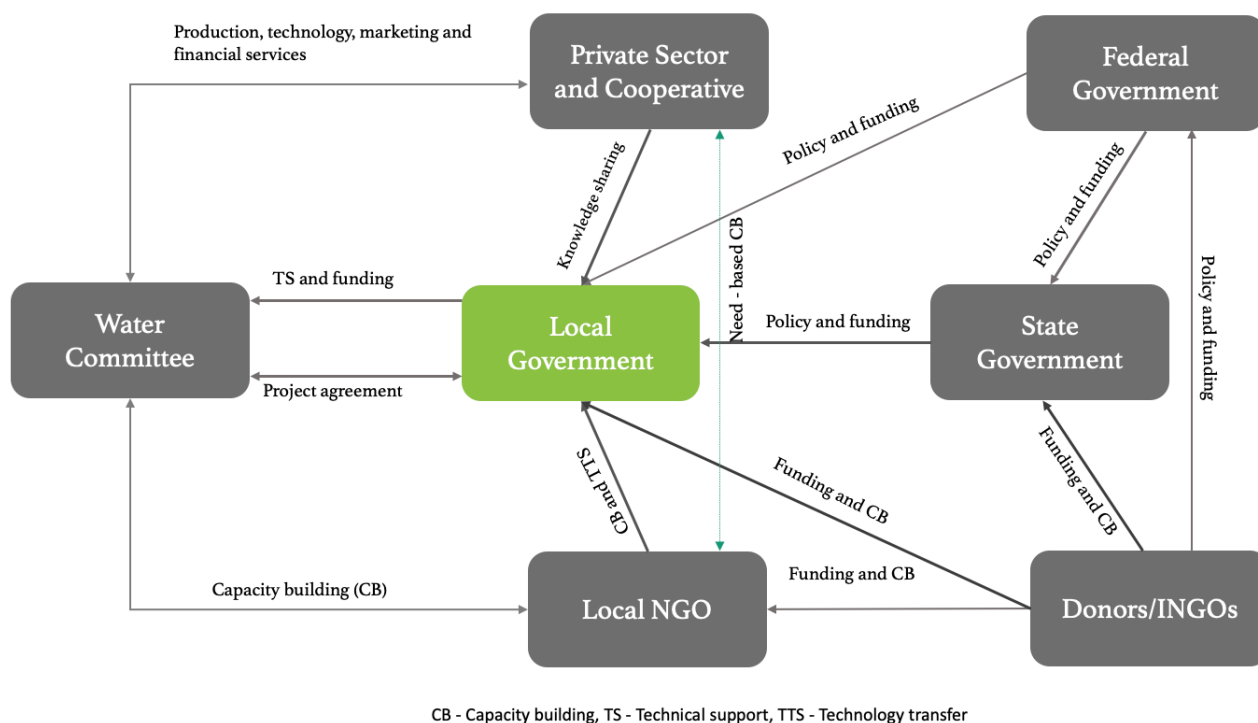 Production, technology, marketing and
financial services
Private Sector
and Cooperative
Federal
Government
Policy and funding
Knowledge sharing
Need - based CB
Policy and funding
Policy and funding
TS and funding
Water
Committee
Local
Government
Policy and funding
State
Government
Project agreement
CB and TTS
Funding and CB
Funding and CB
Capacity building (CB)
Local NGO
Funding and CB
Donors/INGOs
CB - Capacity building, TS - Technical support, TTS - Technology transfer